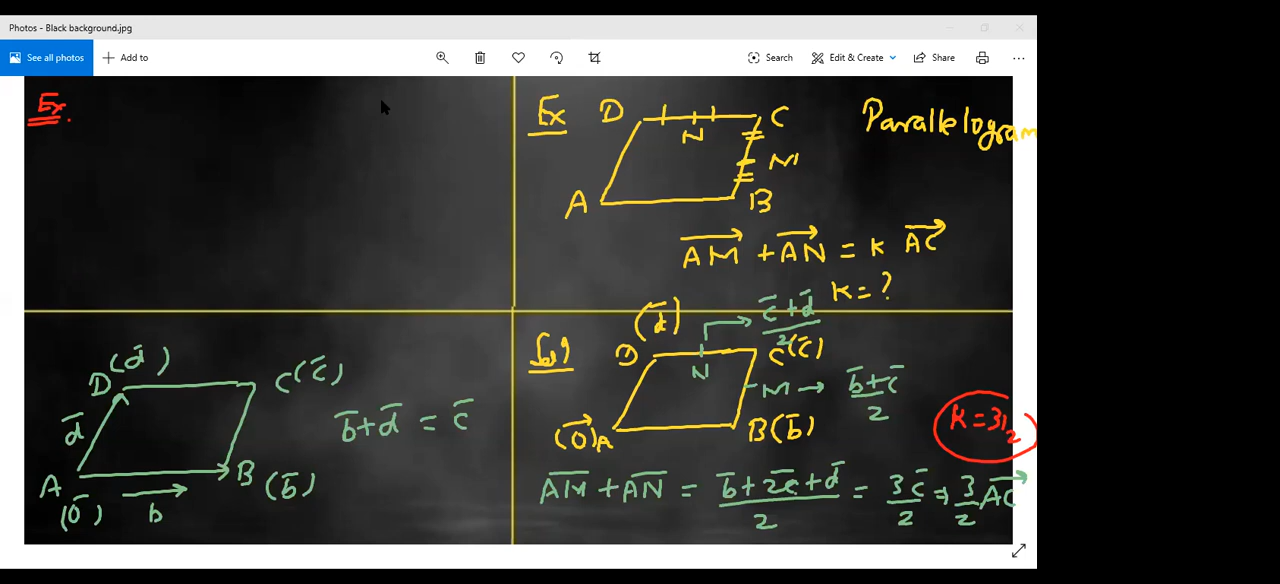 Photos - Black background.jpg
See all photos
Add to
Search
Edit & Create
Share
Ex.
Ex
D
C
N
M
A
B
Parallelogram
AM + AN = K AC
K = ?
Sol
D (d̅)
C (c̅)
N → (c̅ + d̅)/2
M → (b̅ + c̅)/2
(0)A
B (b̅)
K = 3/2
AM + AN = (b̅ + 2c̅ + d̅)/2 = 3c̅/2 = 3/2 AC
D (d̅)
C (c̅)
d̅
b̅ + d̅ = c̅
A (0̅)
b
B (b̅)